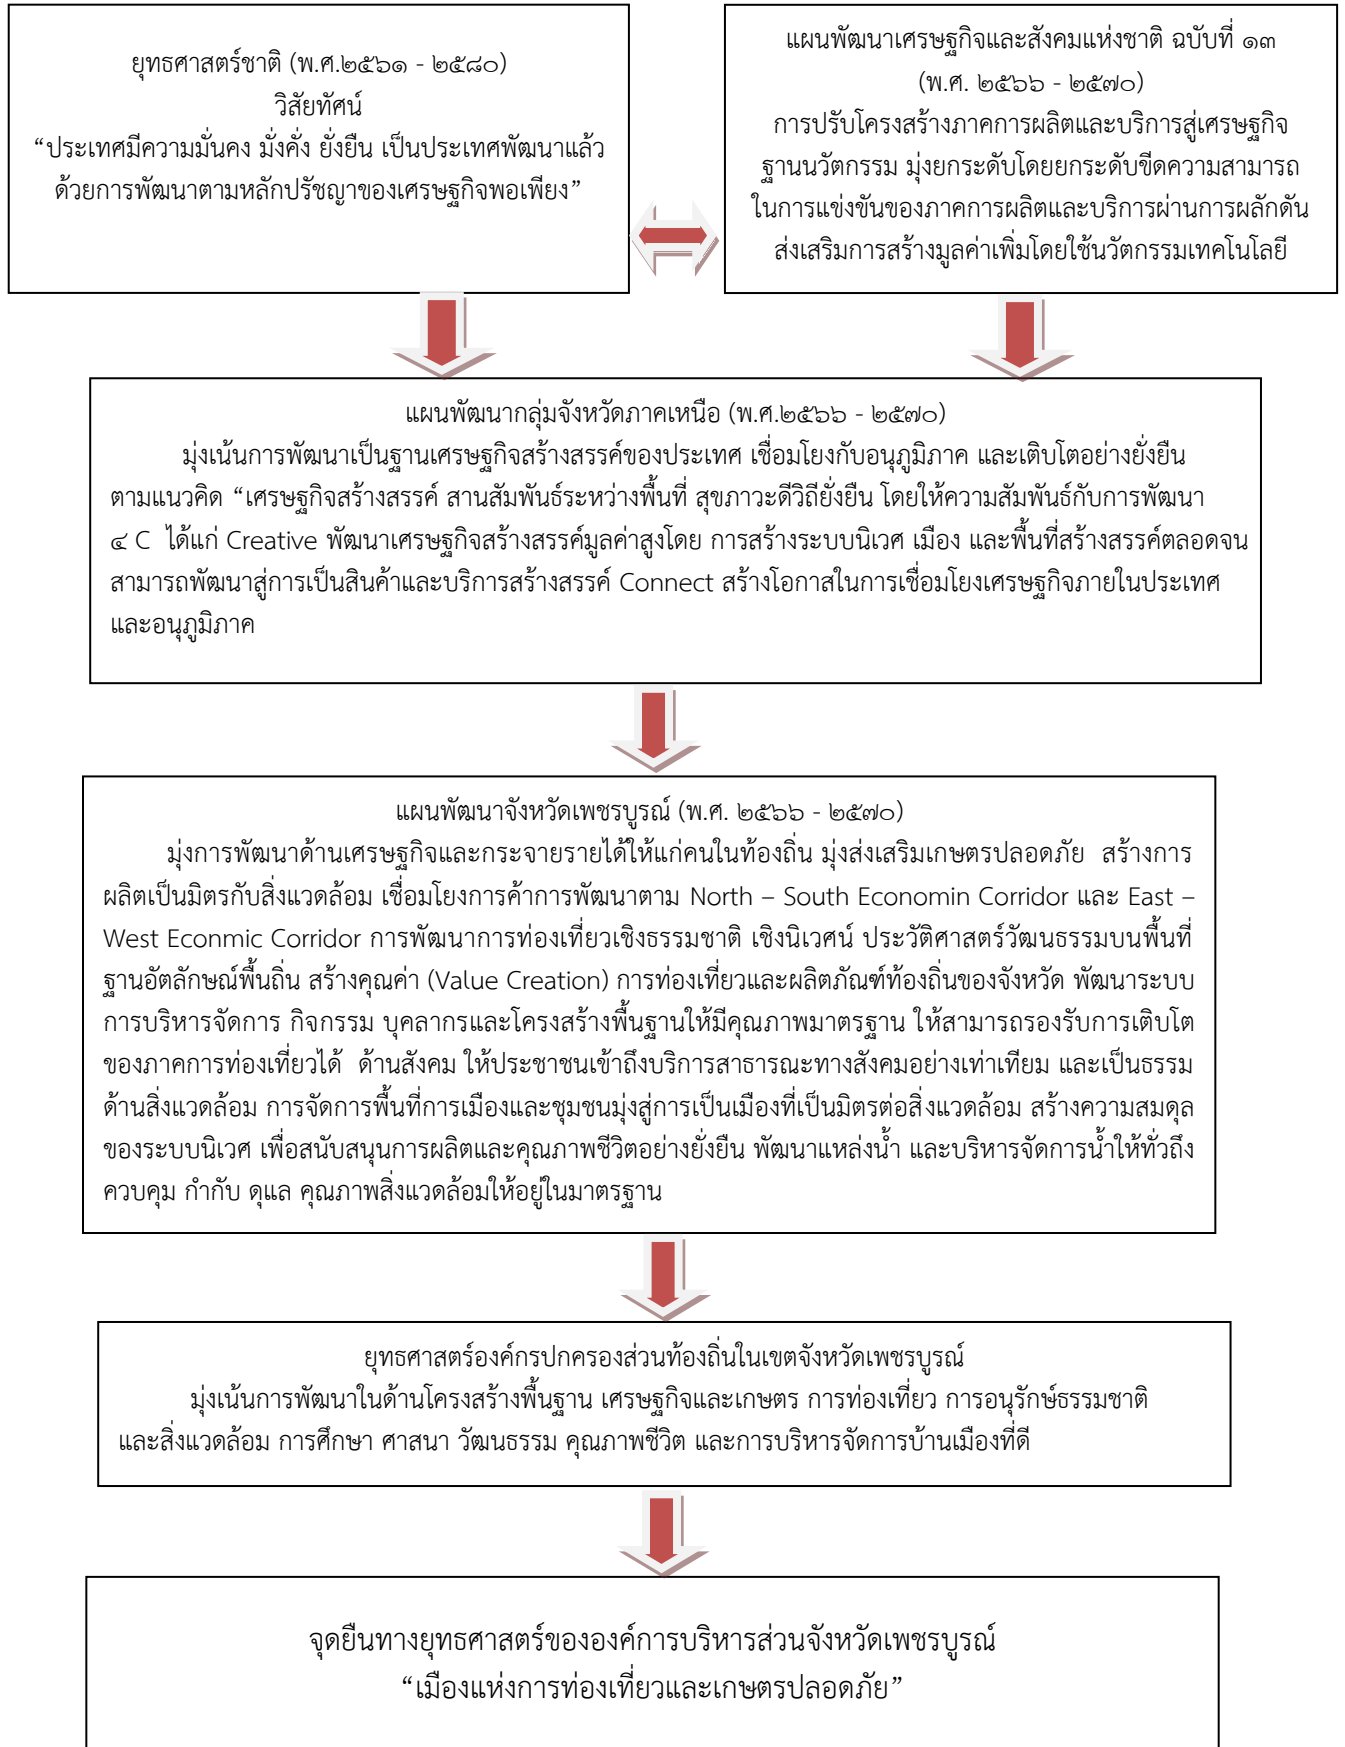 ยุทธศาสตร์ชาติ (พ.ศ.๒๕๖๑ - ๒๕๘๐)
วิสัยทัศน์
“ประเทศมีความมั่นคง มั่งคั่ง ยั่งยืน เป็นประเทศพัฒนาแล้ว
ด้วยการพัฒนาตามหลักปรัชญาของเศรษฐกิจพอเพียง”
แผนพัฒนาเศรษฐกิจและสังคมแห่งชาติ ฉบับที่ ๑๓
(พ.ศ. ๒๕๖๖ - ๒๕๗๐)
การปรับโครงสร้างภาคการผลิตและบริการสู่เศรษฐกิจ
ฐานนวัตกรรม มุ่งยกระดับโดยยกระดับขีดความสามารถ
ในการแข่งขันของภาคการผลิตและบริการผ่านการผลักดัน
ส่งเสริมการสร้างมูลค่าเพิ่มโดยใช้นวัตกรรมเทคโนโลยี
แผนพัฒนากลุ่มจังหวัดภาคเหนือ (พ.ศ.๒๕๖๖ - ๒๕๗๐)
มุ่งเน้นการพัฒนาเป็นฐานเศรษฐกิจสร้างสรรค์ของประเทศ เชื่อมโยงกับอนุภูมิภาค และเติบโตอย่างยั่งยืน
ตามแนวคิด “เศรษฐกิจสร้างสรรค์ สานสัมพันธ์ระหว่างพื้นที่ สุขภาวะดีวิถียั่งยืน โดยให้ความสัมพันธ์กับการพัฒนา
๔ C ได้แก่ Creative พัฒนาเศรษฐกิจสร้างสรรค์มูลค่าสูงโดย การสร้างระบบนิเวศ เมือง และพื้นที่สร้างสรรค์ตลอดจน
สามารถพัฒนาสู่การเป็นสินค้าและบริการสร้างสรรค์ Connect สร้างโอกาสในการเชื่อมโยงเศรษฐกิจภายในประเทศ
และอนุภูมิภาค
แผนพัฒนาจังหวัดเพชรบูรณ์ (พ.ศ. ๒๕๖๖ - ๒๕๗๐)
มุ่งการพัฒนาด้านเศรษฐกิจและกระจายรายได้ให้แก่คนในท้องถิ่น มุ่งส่งเสริมเกษตรปลอดภัย สร้างการ
ผลิตเป็นมิตรกับสิ่งแวดล้อม เชื่อมโยงการค้าการพัฒนาตาม North – South Economin Corridor และ East –
West Econmic Corridor การพัฒนาการท่องเที่ยวเชิงธรรมชาติ เชิงนิเวศน์ ประวัติศาสตร์วัฒนธรรมบนพื้นที่
ฐานอัตลักษณ์พื้นถิ่น สร้างคุณค่า (Value Creation) การท่องเที่ยวและผลิตภัณฑ์ท้องถิ่นของจังหวัด พัฒนาระบบ
การบริหารจัดการ กิจกรรม บุคลากรและโครงสร้างพื้นฐานให้มีคุณภาพมาตรฐาน ให้สามารถรองรับการเติบโต
ของภาคการท่องเที่ยวได้ ด้านสังคม ให้ประชาชนเข้าถึงบริการสาธารณะทางสังคมอย่างเท่าเทียม และเป็นธรรม
ด้านสิ่งแวดล้อม การจัดการพื้นที่การเมืองและชุมชนมุ่งสู่การเป็นเมืองที่เป็นมิตรต่อสิ่งแวดล้อม สร้างความสมดุล
ของระบบนิเวศ เพื่อสนับสนุนการผลิตและคุณภาพชีวิตอย่างยั่งยืน พัฒนาแหล่งน้ำ และบริหารจัดการน้ำให้ทั่วถึง
ควบคุม กำกับ ดุแล คุณภาพสิ่งแวดล้อมให้อยู่ในมาตรฐาน
ยุทธศาสตร์องค์กรปกครองส่วนท้องถิ่นในเขตจังหวัดเพชรบูรณ์
มุ่งเน้นการพัฒนาในด้านโครงสร้างพื้นฐาน เศรษฐกิจและเกษตร การท่องเที่ยว การอนุรักษ์ธรรมชาติ
และสิ่งแวดล้อม การศึกษา ศาสนา วัฒนธรรม คุณภาพชีวิต และการบริหารจัดการบ้านเมืองที่ดี
จุดยืนทางยุทธศาสตร์ขององค์การบริหารส่วนจังหวัดเพชรบูรณ์
“เมืองแห่งการท่องเที่ยวและเกษตรปลอดภัย”